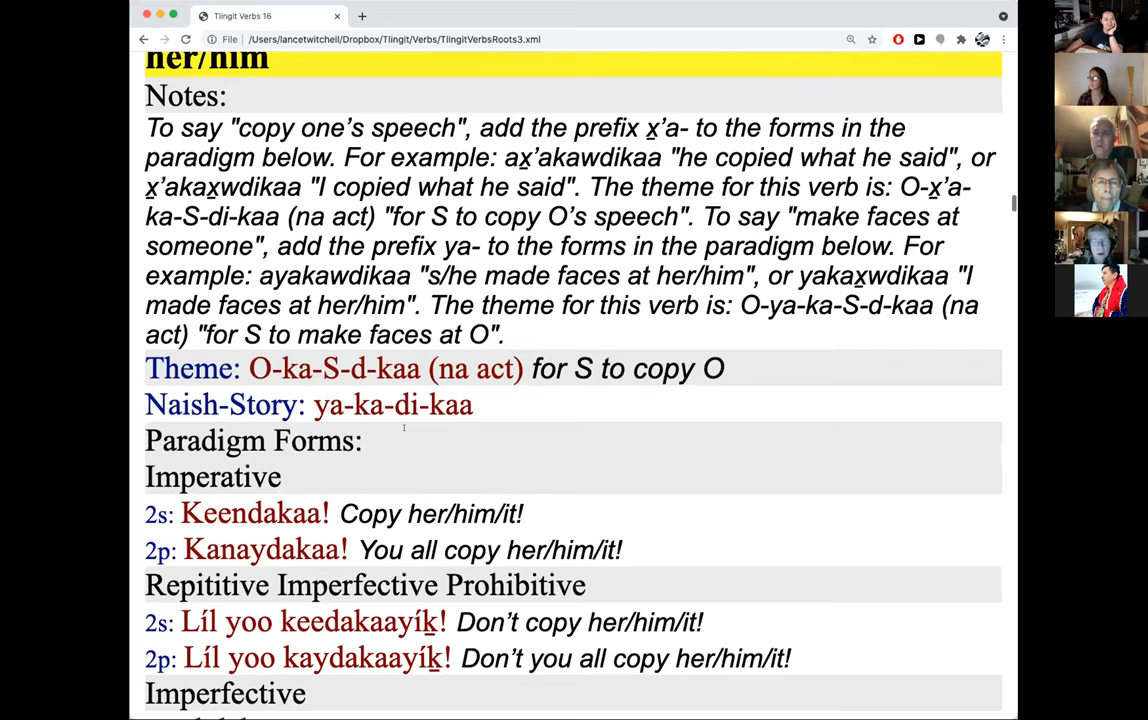 Tlingit Verbs 16
File
/Users/lancetwitchell/Dropbox/Tlingit/Verbs/TlingitVerbsRoots3.xml
her/him
Notes:
To say "copy one’s speech", add the prefix x̲’a- to the forms in the
paradigm below. For example: ax̲’akawdikaa "he copied what he said", or
x̲’akax̲wdikaa "I copied what he said". The theme for this verb is: O-x̲’a-
ka-S-di-kaa (na act) "for S to copy O’s speech". To say "make faces at
someone", add the prefix ya- to the forms in the paradigm below. For
example: ayakawdikaa "s/he made faces at her/him", or yakax̲wdikaa "I
made faces at her/him". The theme for this verb is: O-ya-ka-S-d-kaa (na
act) "for S to make faces at O".
Theme: O-ka-S-d-kaa (na act) for S to copy O
Naish-Story: ya-ka-di-kaa
Paradigm Forms:
Imperative
2s: Keendakaa! Copy her/him/it!
2p: Kanaydakaa! You all copy her/him/it!
Repititive Imperfective Prohibitive
2s: Líl yoo keedakaayíḵ! Don’t copy her/him/it!
2p: Líl yoo kaydakaayíḵ! Don’t you all copy her/him/it!
Imperfective